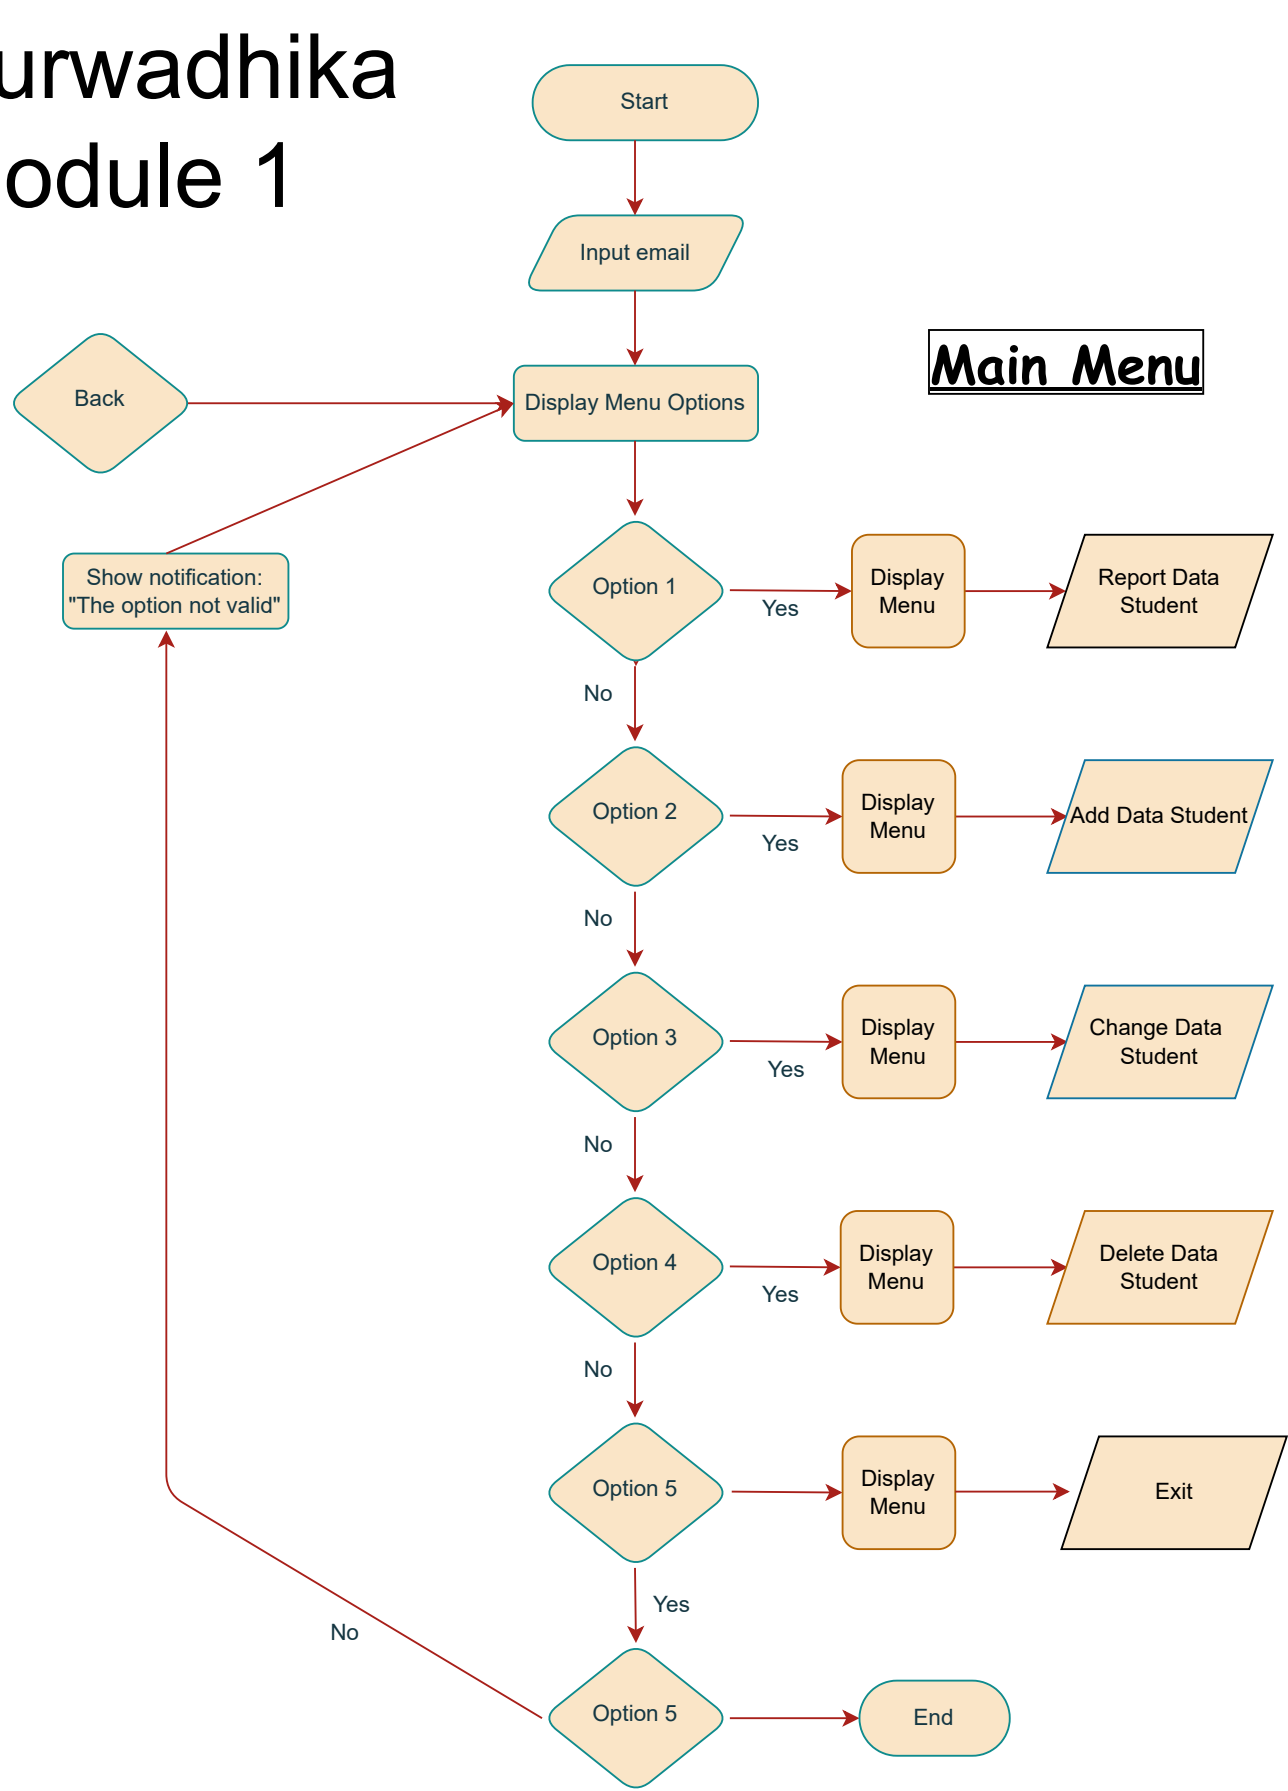 urwadhika
odule 1
Start
Input email
Main Menu
Back
Display Menu Options
Show notification:
"The option not valid"
Option 1
Yes
Display
Menu
Report Data
Student
No
Option 2
Yes
Display
Menu
Add Data Student
No
Option 3
Yes
Display
Menu
Change Data
Student
No
Option 4
Yes
Display
Menu
Delete Data
Student
No
Option 5
Display
Menu
Exit
Yes
No
Option 5
End